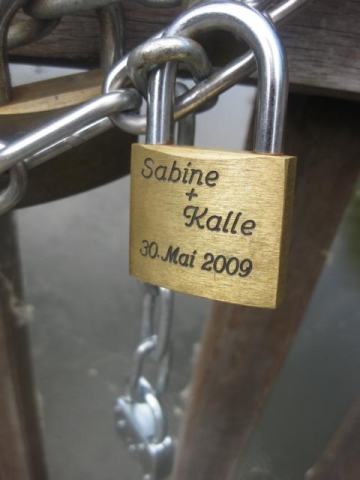 Sabine
+
Kalle
30. Mai 2009